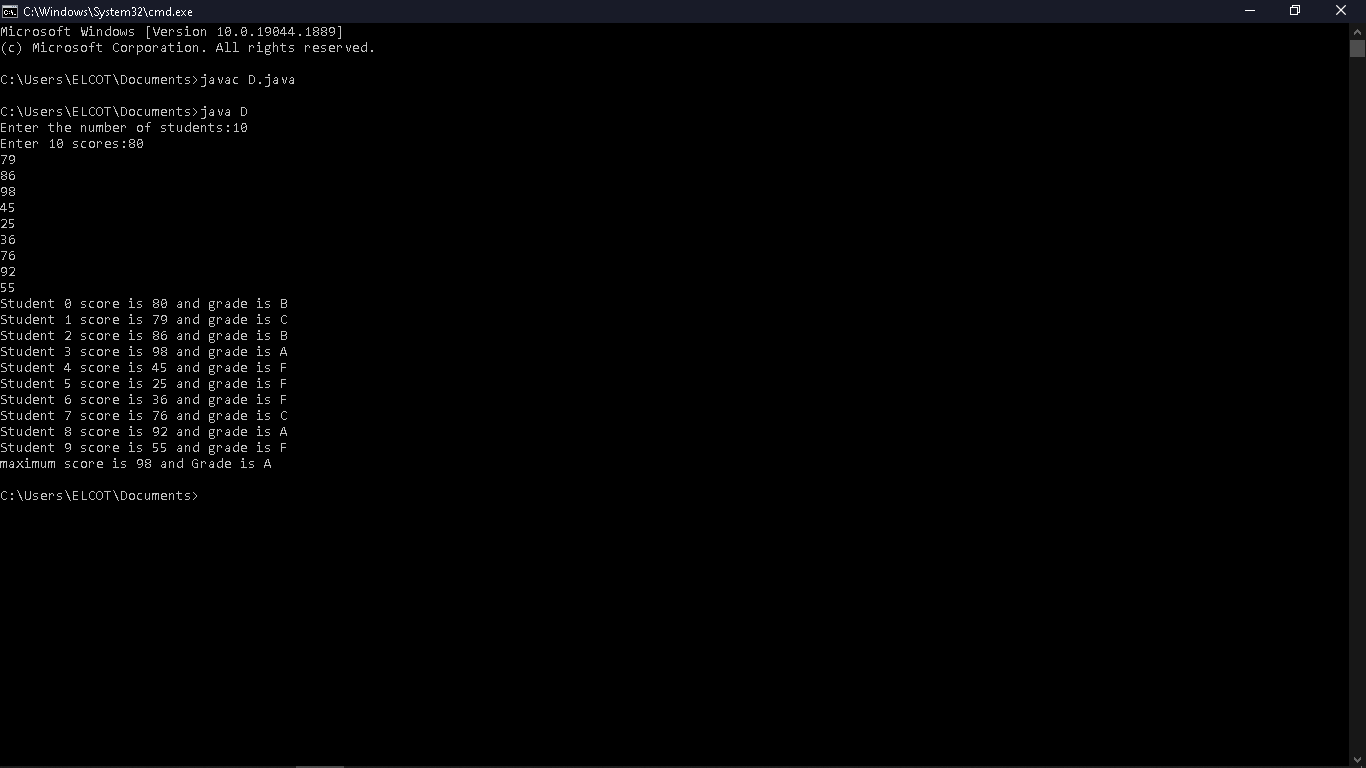 C:\Windows\System32\cmd.exe
Microsoft Windows [Version 10.0.19044.1889]
(c) Microsoft Corporation. All rights reserved.
C:\Users\ELCOT\Documents>javac D.java
C:\Users\ELCOT\Documents>java D
Enter the number of students:10
Enter 10 scores:80
79
86
98
45
25
36
76
92
55
Student 0 score is 80 and grade is B
Student 1 score is 79 and grade is C
Student 2 score is 86 and grade is B
Student 3 score is 98 and grade is A
Student 4 score is 45 and grade is F
Student 5 score is 25 and grade is F
Student 6 score is 36 and grade is F
Student 7 score is 76 and grade is C
Student 8 score is 92 and grade is A
Student 9 score is 55 and grade is F
maximum score is 98 and Grade is A
C:\Users\ELCOT\Documents>